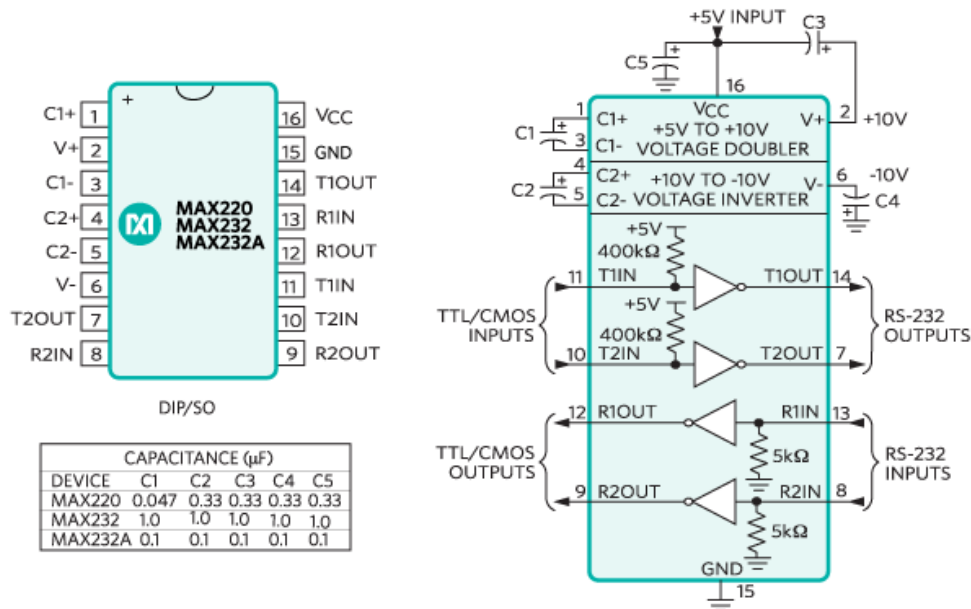 +
C1+ 1
V+ 2
C1- 3
C2+ 4
C2- 5
V- 6
T2OUT 7
R2IN 8
16 VCC
15 GND
14 T1OUT
13 R1IN
12 R1OUT
11 T1IN
10 T2IN
9 R2OUT
MAX220
MAX232
MAX232A
DIP/SO
CAPACITANCE (μF)
DEVICE C1 C2 C3 C4 C5
MAX220 0.047 0.33 0.33 0.33 0.33
MAX232 1.0 1.0 1.0 1.0 1.0
MAX232A 0.1 0.1 0.1 0.1 0.1
+5V INPUT
C3
+
C5 +
16
VCC
1 C1+
C1 +
3 C1-
+5V TO +10V
VOLTAGE DOUBLER
V+ 2 +10V
4 C2+
C2 +
5 C2-
+10V TO -10V
VOLTAGE INVERTER
V- 6 -10V
+ C4
+5V
400kΩ
11 T1IN
T1OUT 14
+5V
400kΩ
10 T2IN
T2OUT 7
TTL/CMOS
INPUTS
RS-232
OUTPUTS
12 R1OUT
R1IN 13
5kΩ
9 R2OUT
R2IN 8
5kΩ
TTL/CMOS
OUTPUTS
RS-232
INPUTS
GND
15